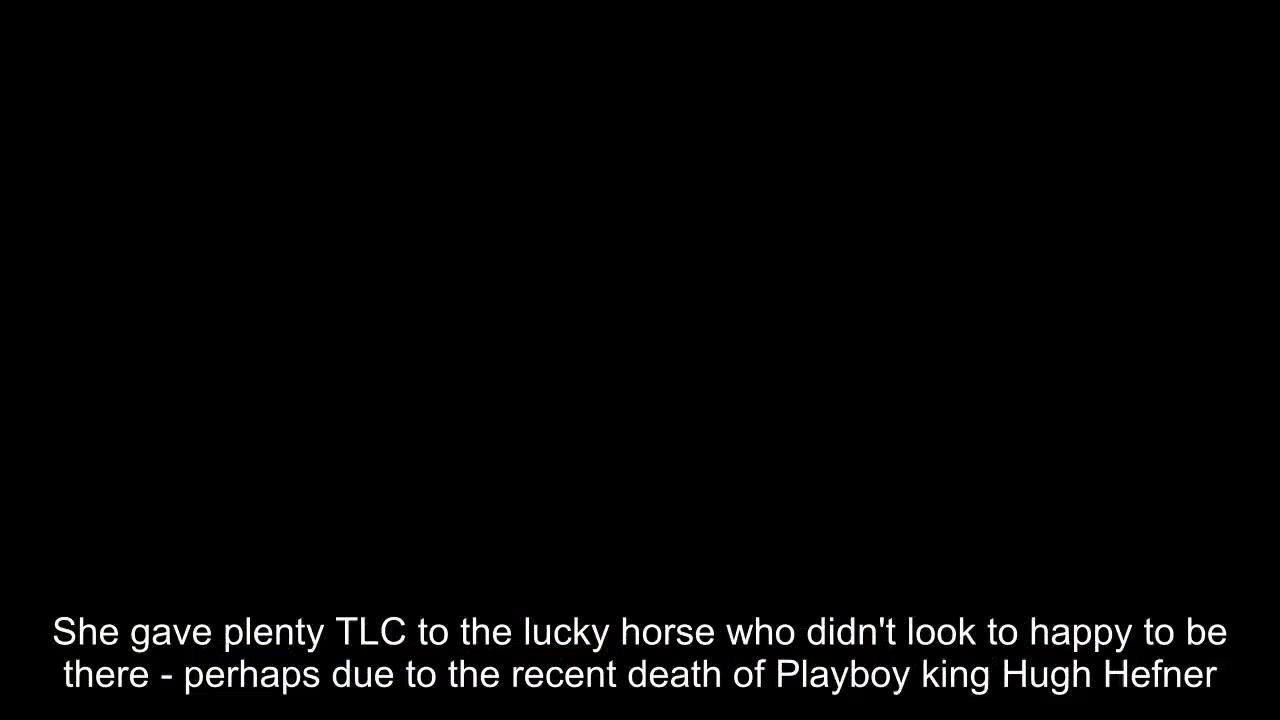 She gave plenty TLC to the lucky horse who didn't look to happy to be
there - perhaps due to the recent death of Playboy king Hugh Hefner